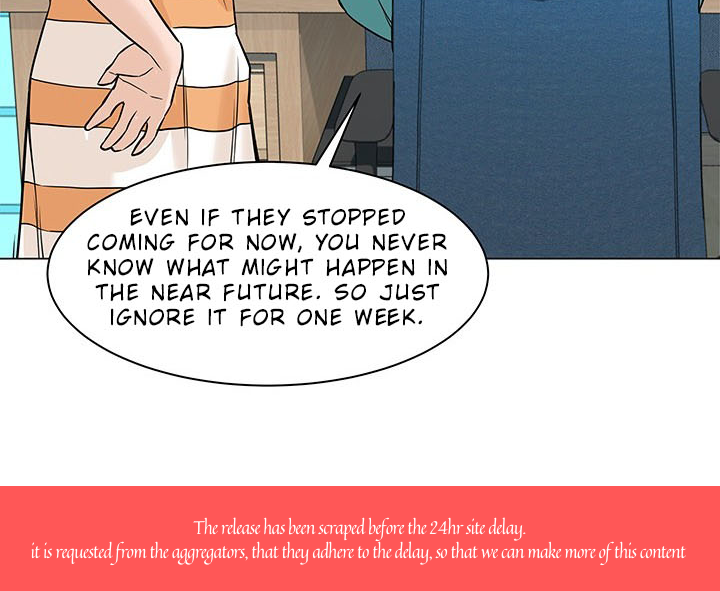 EVEN IF THEY STOPPED
COMING FOR NOW, YOU NEVER
KNOW WHAT MIGHT HAPPEN IN
THE NEAR FUTURE. SO JUST
IGNORE IT FOR ONE WEEK.
The release has been scraped before the 24hr site delay.
it is requested from the aggregators, that they adhere to the delay, so that we can make more of this content